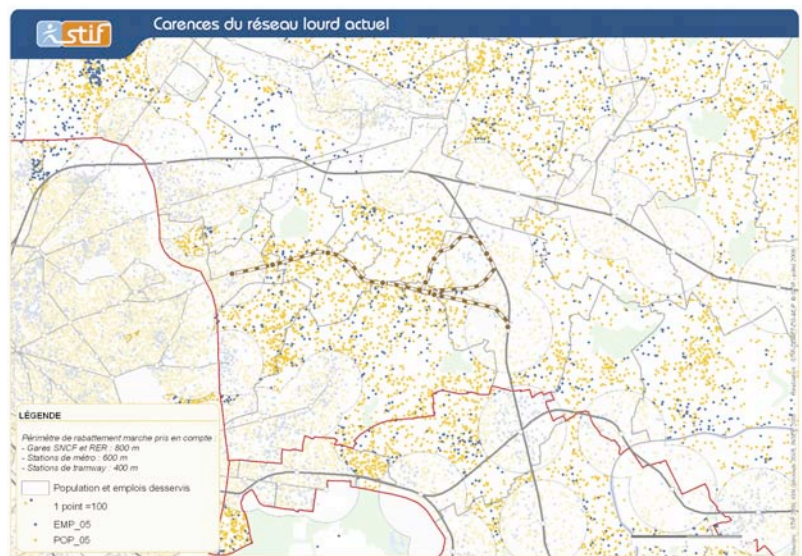 stif
Carences du réseau lourd actuel
LÉGENDE
Périmètre de rabattement marche pris en compte
- Gares SNCF et RER : 800 m
- Stations de métro : 600 m
- Stations de tramway : 400 m
Population et emplois desservis
1 point =100
EMP_05
POP_05